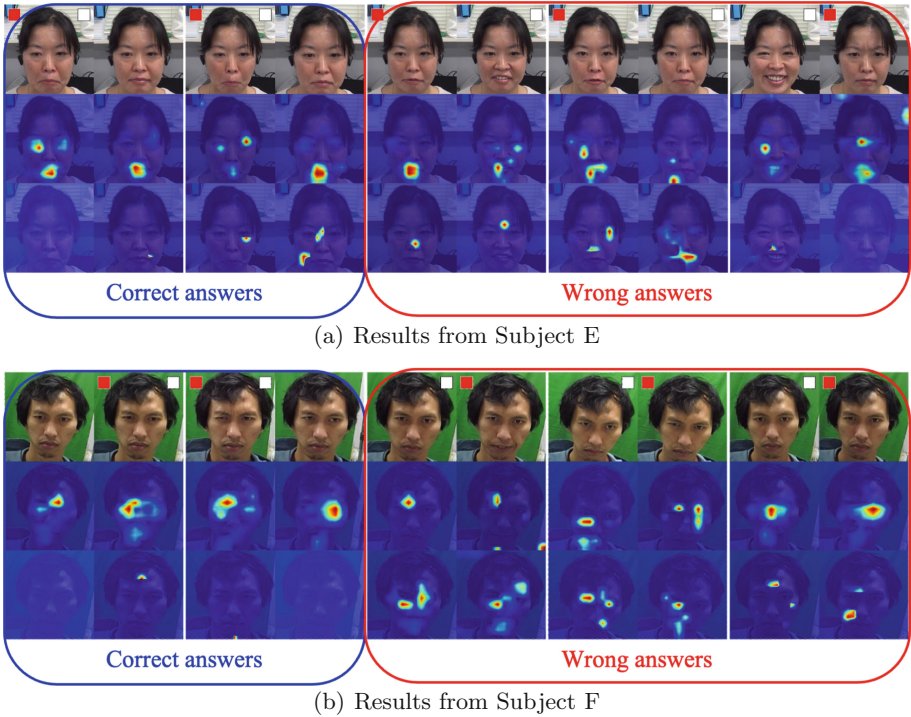 Correct answers
Wrong answers
(a) Results from Subject E
Correct answers
Wrong answers
(b) Results from Subject F